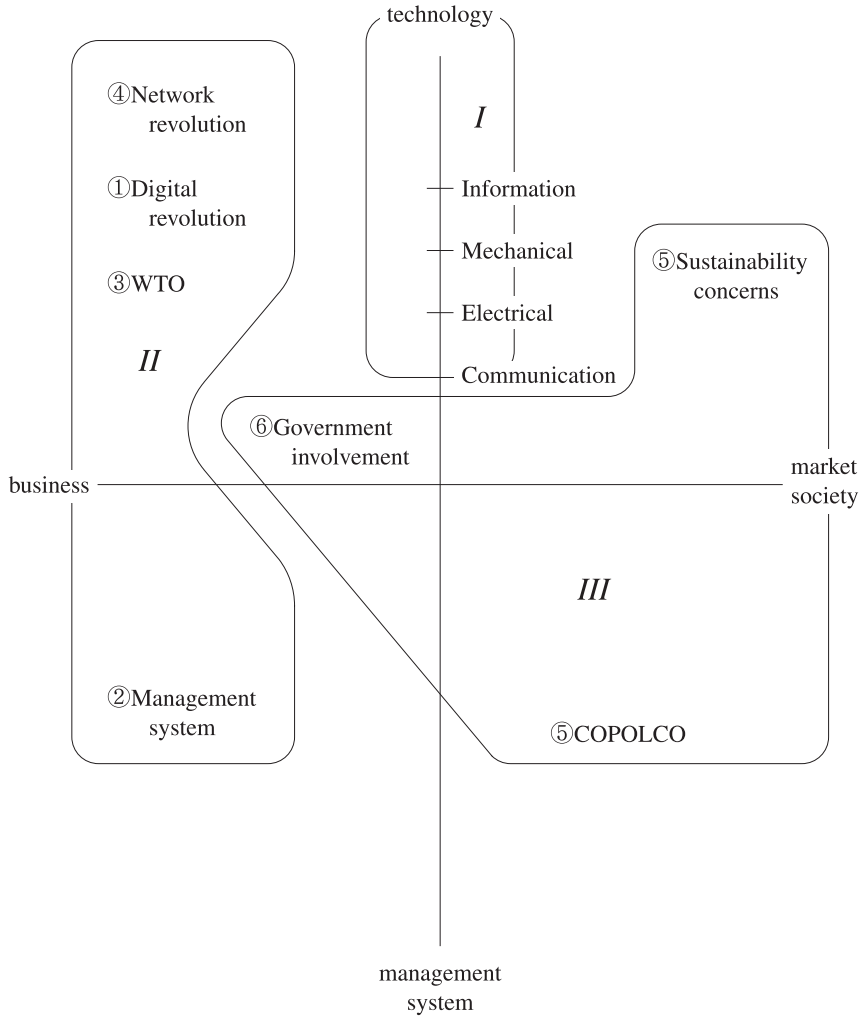 technology
④Network
revolution
I
①Digital
revolution
Information
Mechanical
⑤Sustainability
concerns
③WTO
Electrical
II
Communication
⑥Government
involvement
business
market
society
III
②Management
system
⑤COPOLCO
management
system